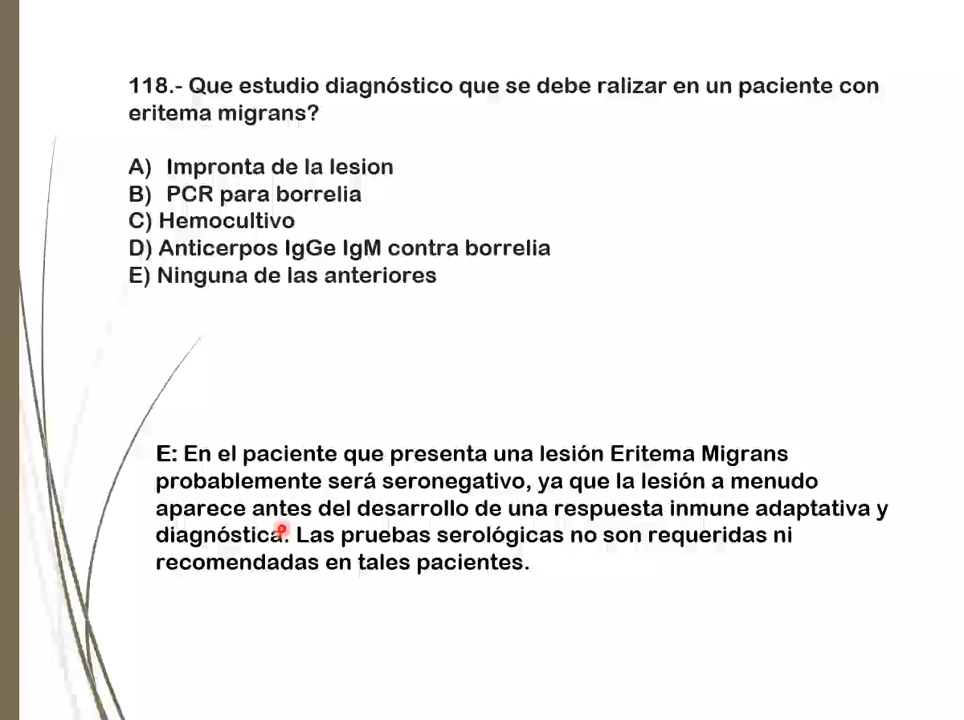 118.- Que estudio diagnóstico que se debe ralizar en un paciente con
eritema migrans?
A) Impronta de la lesion
B) PCR para borrelia
C) Hemocultivo
D) Anticerpos IgGe IgM contra borrelia
E) Ninguna de las anteriores
E: En el paciente que presenta una lesión Eritema Migrans
probablemente será seronegativo, ya que la lesión a menudo
aparece antes del desarrollo de una respuesta inmune adaptativa y
diagnóstica. Las pruebas serológicas no son requeridas ni
recomendadas en tales pacientes.